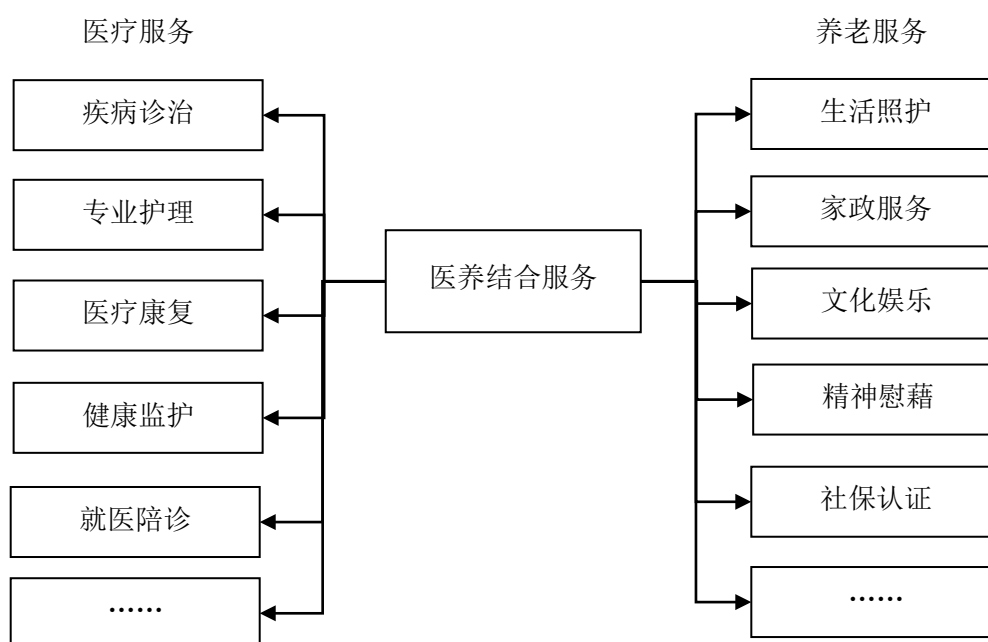 医疗服务
疾病诊治
专业护理
医疗康复
健康监护
就医陪诊
……
医养结合服务
养老服务
生活照护
家政服务
文化娱乐
精神慰藉
社保认证
……